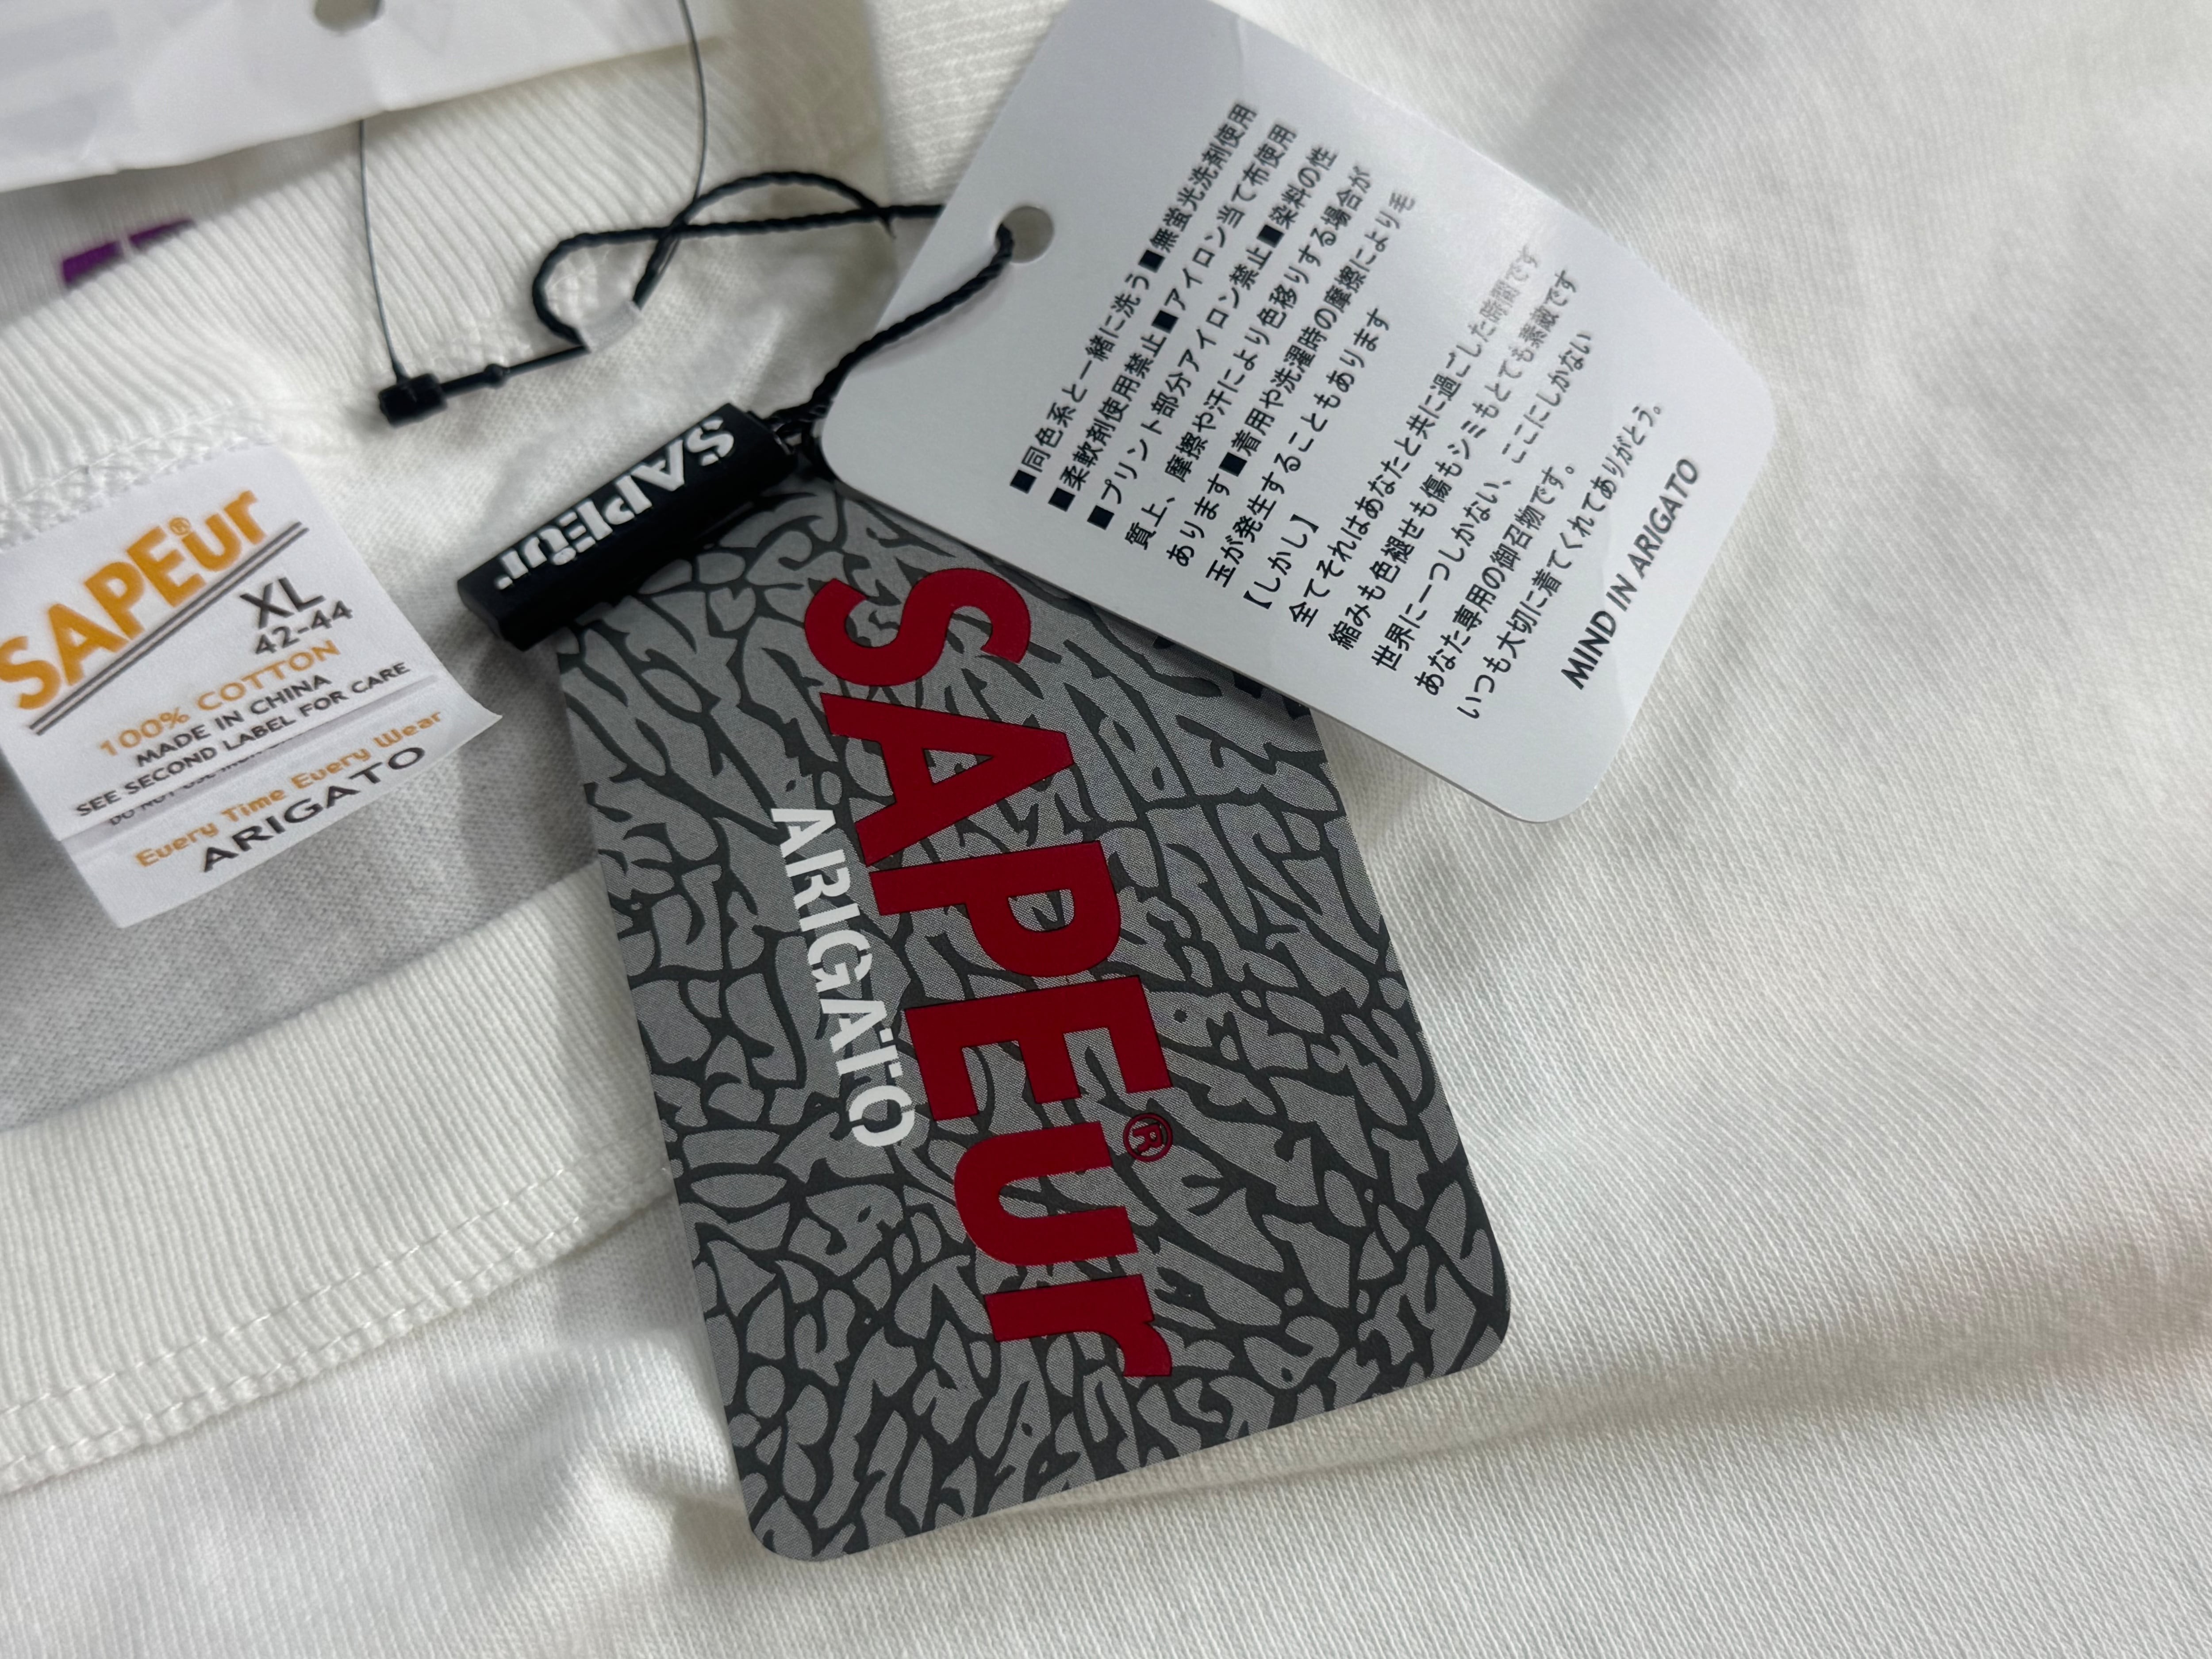 SAPEur®
XL
42-44
100% COTTON
MADE IN CHINA
SEE SECOND LABEL FOR CARE
Every Time Every Wear
ARIGATO
SAPEur
SAPEur®
ARIGATO
■同色系と一緒に洗う■無蛍光洗剤使用
■柔軟剤使用禁止■アイロン当て布使用
■プリント部分アイロン禁止■染料の性
質上、摩擦や汗により色移りする場合が
あります■着用や洗濯時の摩擦により毛
玉が発生することもあります
【しかし】
全てそれはあなたと共に過ごした時間です
縮みも色褪せも傷もシミもとても素敵です
世界に一つしかない、ここにしかない
あなた専用の御召物です。
いつも大切に着てくれてありがとう。
MIND IN ARIGATO